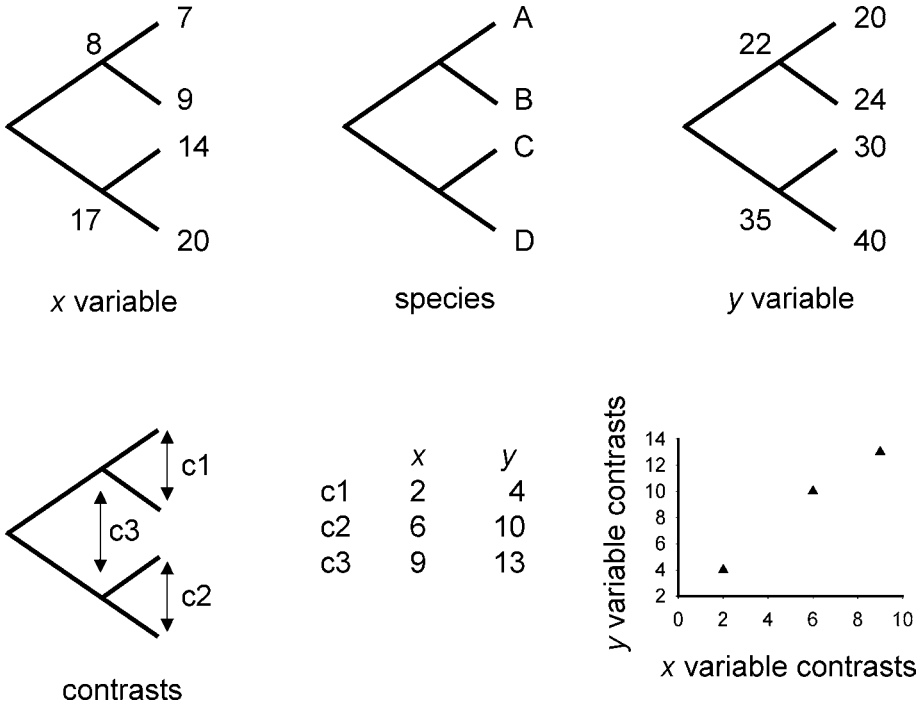 7
8
9
14
17
20
x variable
A
B
C
D
species
20
22
24
30
35
40
y variable
c1
c3
c2
contrasts
x y
c1 2 4
c2 6 10
c3 9 13
y variable contrasts
14
12
10
8
6
4
2
0 2 4 6 8 10
x variable contrasts